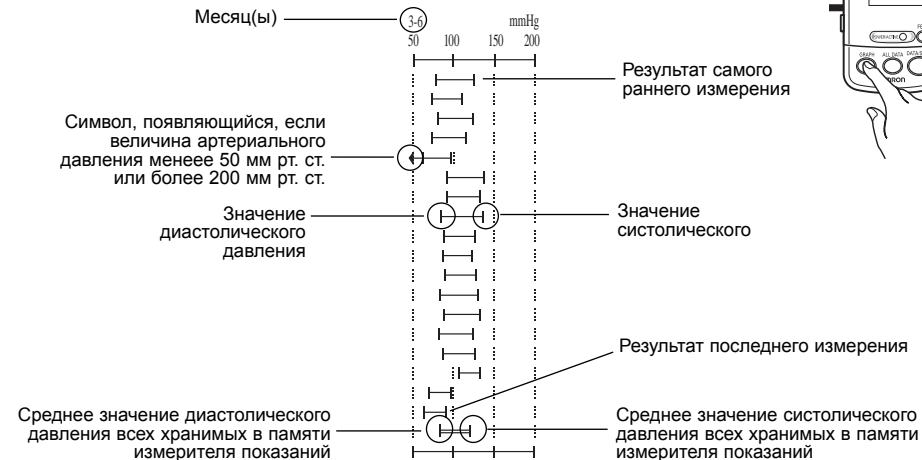 Месяц(ы)
3-6
mmHg
50 100 150 200
Результат самого
раннего измерения
Символ, появляющийся, если
величина артериального
давления менеее 50 мм рт. ст.
или более 200 мм рт. ст.
Значение
диастолического
давления
Значение
систолического
Результат последнего измерения
Среднее значение диастолического
давления всех хранимых в памяти
измерителя показаний
Среднее значение систолического
давления всех хранимых в памяти
измерителя показаний
GRAPH ALL DATA